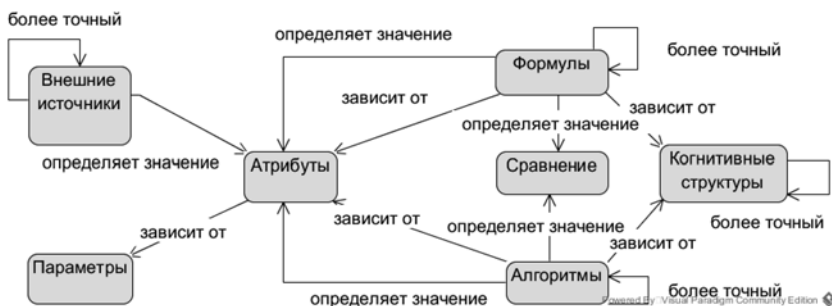 более точный
определяет значение
Формулы
более точный
Внешние
источники
зависит от
зависит от
определяет значение
определяет значение
Атрибуты
Сравнение
Когнитивные
структуры
зависит от
зависит от
определяет значение
более точный
зависит от
Параметры
Алгоритмы
определяет значение
более точный
Powered By Visual Paradigm Community Edition